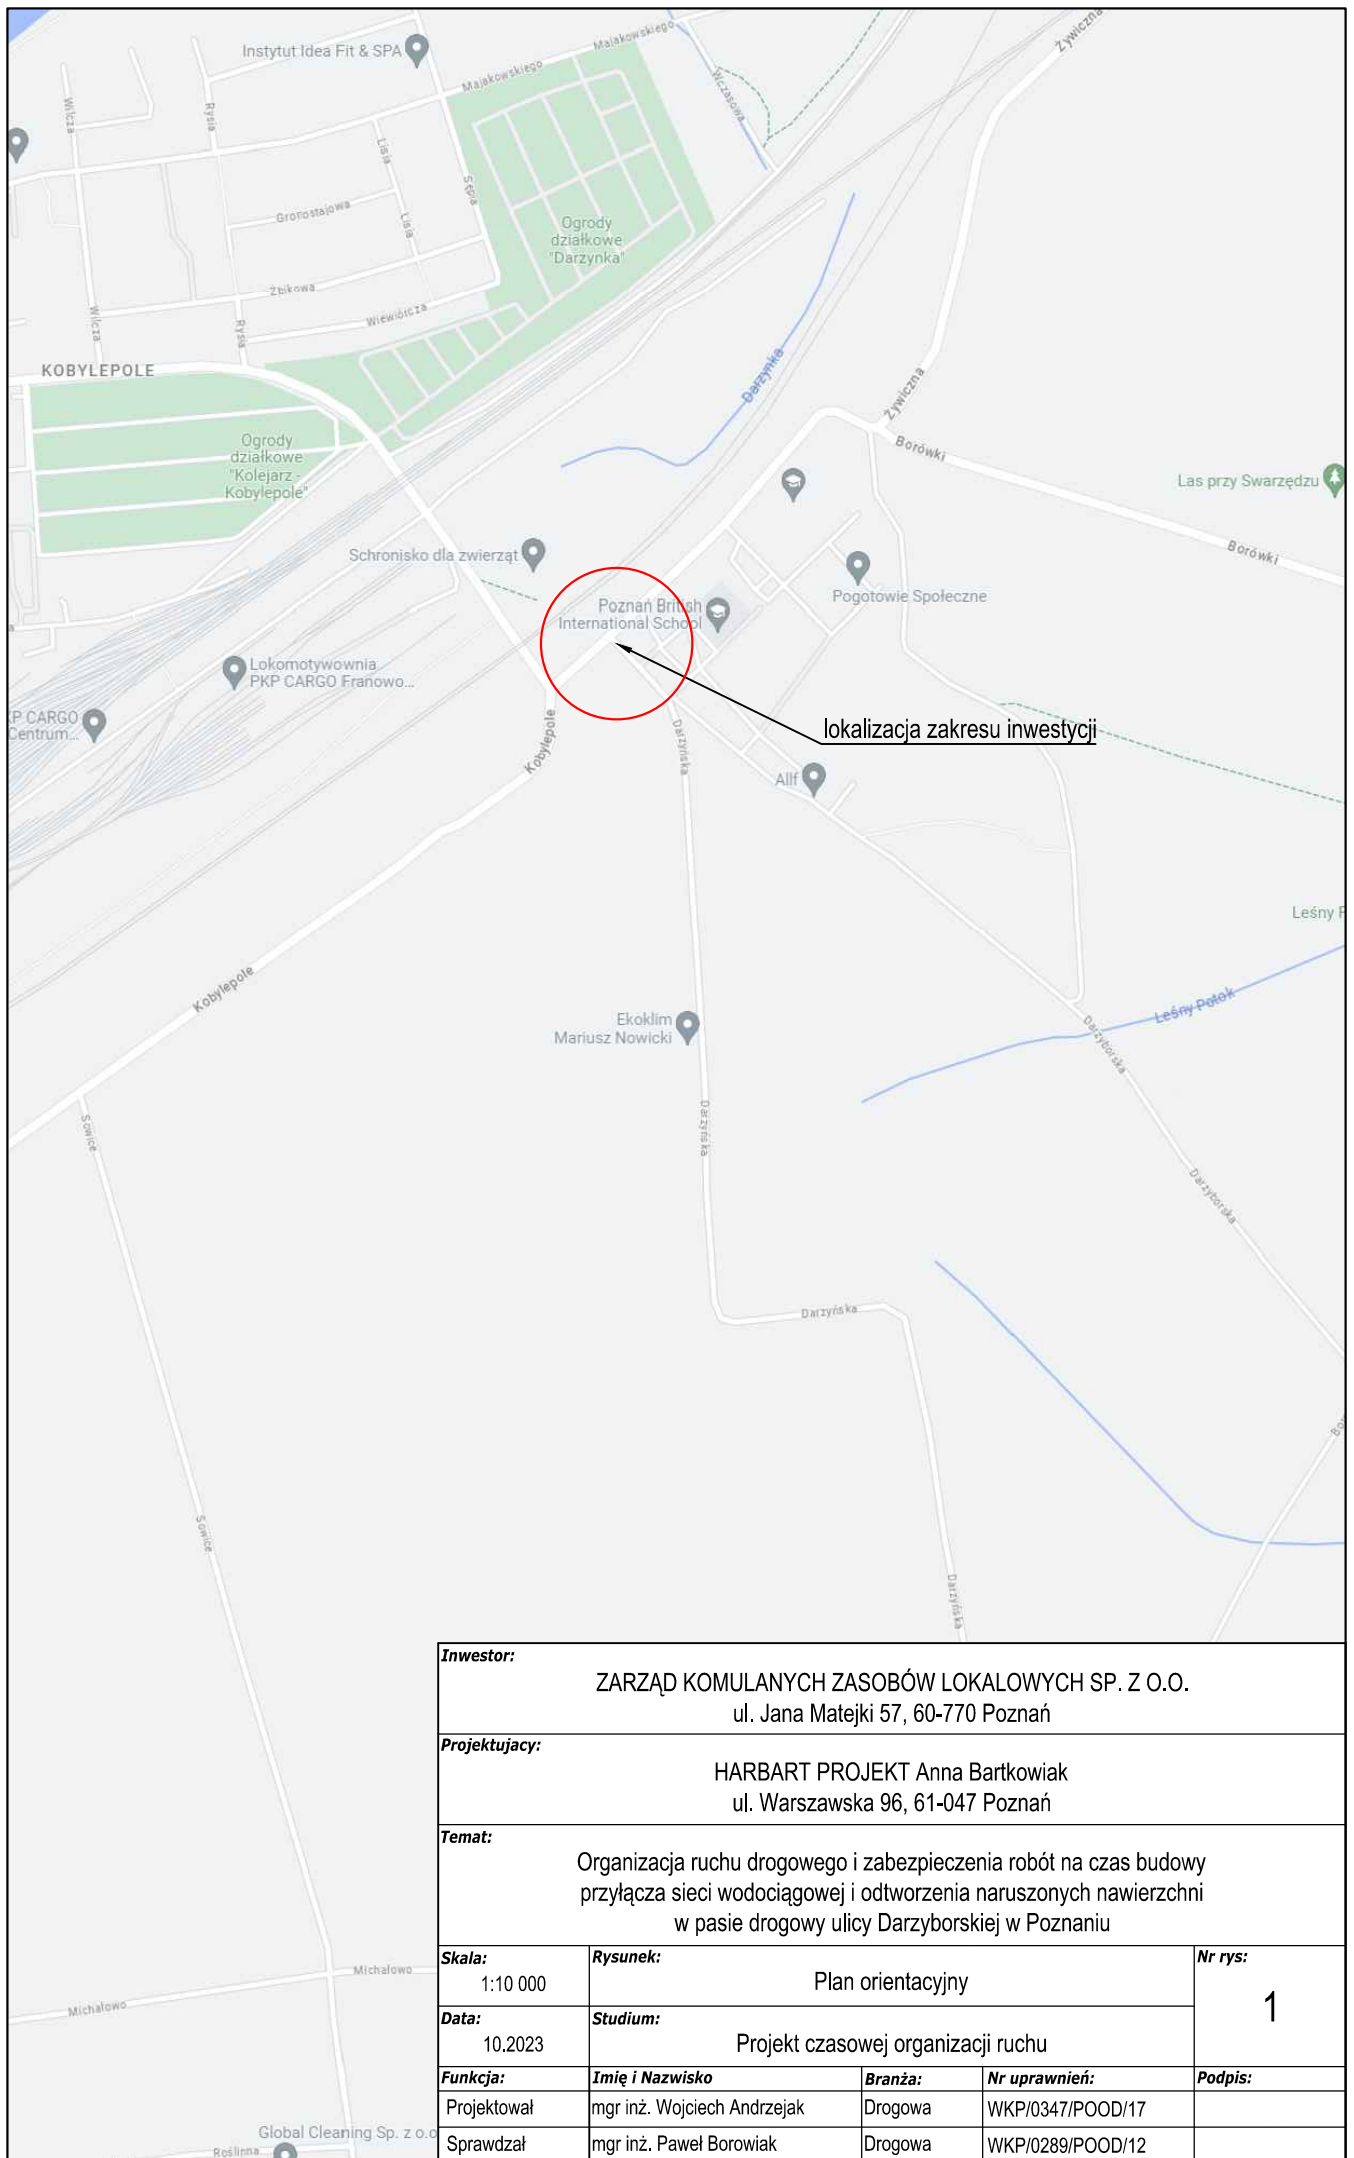 Żywiczna
Instytut Idea Fit & SPA
Majakowskiego
Majakowskiego
Wczasowa
Wilcza
Rysia
Lisia
Sępia
Gronostajowa
Lisia
Ogrody
działkowe
"Darzynka"
Żbikowa
Wiewiórcza
Wilcza
Rysia
KOBYLEPOLE
Darzynka
Żywiczna
Borówki
Ogrody
działkowe
"Kolejarz -
Kobylepole"
Las przy Swarzędzu
Borówki
Schronisko dla zwierząt
Pogotowie Społeczne
Poznań British
International School
Lokomotywownia
PKP CARGO Franowo...
KP CARGO
Centrum...
lokalizacja zakresu inwestycji
Kobylepole
Darzyńska
Allf
Leśny P
Kobylepole
Leśny Potok
Ekoklim
Mariusz Nowicki
Darzyborska
Sowice
Darzyńska
Darzyborska
Darzyńska
Sowice
Darzyńska
Michałowo
Michałowo
Global Cleaning Sp. z o.o
Roślinna
Inwestor:
ZARZĄD KOMULANYCH ZASOBÓW LOKALOWYCH SP. Z O.O.
ul. Jana Matejki 57, 60-770 Poznań
Projektujacy:
HARBART PROJEKT Anna Bartkowiak
ul. Warszawska 96, 61-047 Poznań
Temat:
Organizacja ruchu drogowego i zabezpieczenia robót na czas budowy
przyłącza sieci wodociągowej i odtworzenia naruszonych nawierzchni
w pasie drogowy ulicy Darzyborskiej w Poznaniu
Skala:
1:10 000
Rysunek:
Plan orientacyjny
Nr rys:
1
Data:
10.2023
Studium:
Projekt czasowej organizacji ruchu
Funkcja: Imię i Nazwisko Branża: Nr uprawnień: Podpis:
Projektował mgr inż. Wojciech Andrzejak Drogowa WKP/0347/POOD/17
Sprawdzał mgr inż. Paweł Borowiak Drogowa WKP/0289/POOD/12